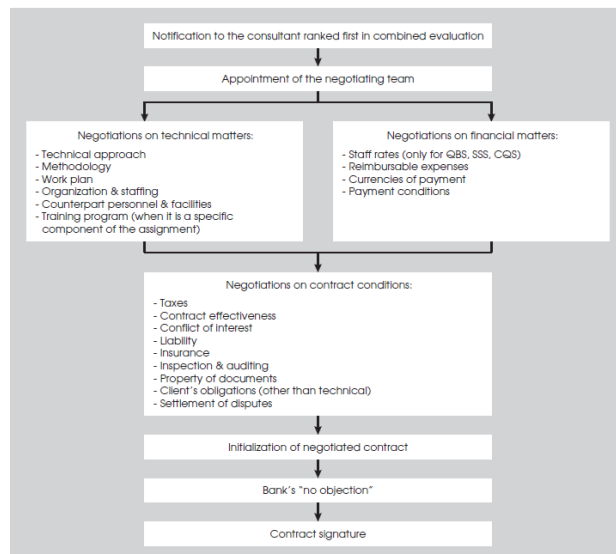 Notification to the consultant ranked first in combined evaluation
Appointment of the negotiating team
Negotiations on technical matters:
- Technical approach
- Methodology
- Work plan
- Organization & staffing
- Counterpart personnel & facilities
- Training program (when it is a specific
component of the assignment)
Negotiations on financial matters:
- Staff rates (only for QBS, SSS, CQS)
- Reimbursable expenses
- Currencies of payment
- Payment conditions
Negotiations on contract conditions:
- Taxes
- Contract effectiveness
- Conflict of interest
- Liability
- Insurance
- Inspection & auditing
- Property of documents
- Client's obligations (other than technical)
- Settlement of disputes
Initialization of negotiated contract
Bank's "no objection"
Contract signature